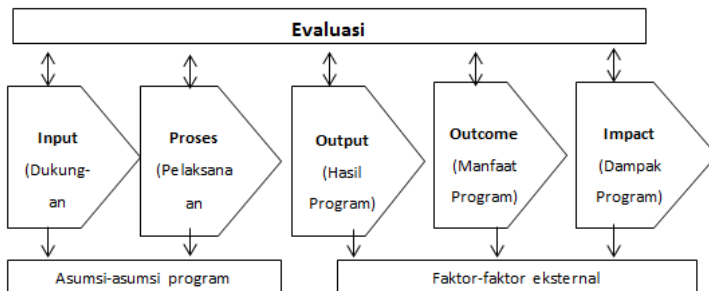 Evaluasi
Input
(Dukung-
an
Proses
(Pelaksana
an
Output
(Hasil
Program)
Outcome
(Manfaat
Program)
Impact
(Dampak
Program)
Asumsi-asumsi program
Faktor-faktor eksternal